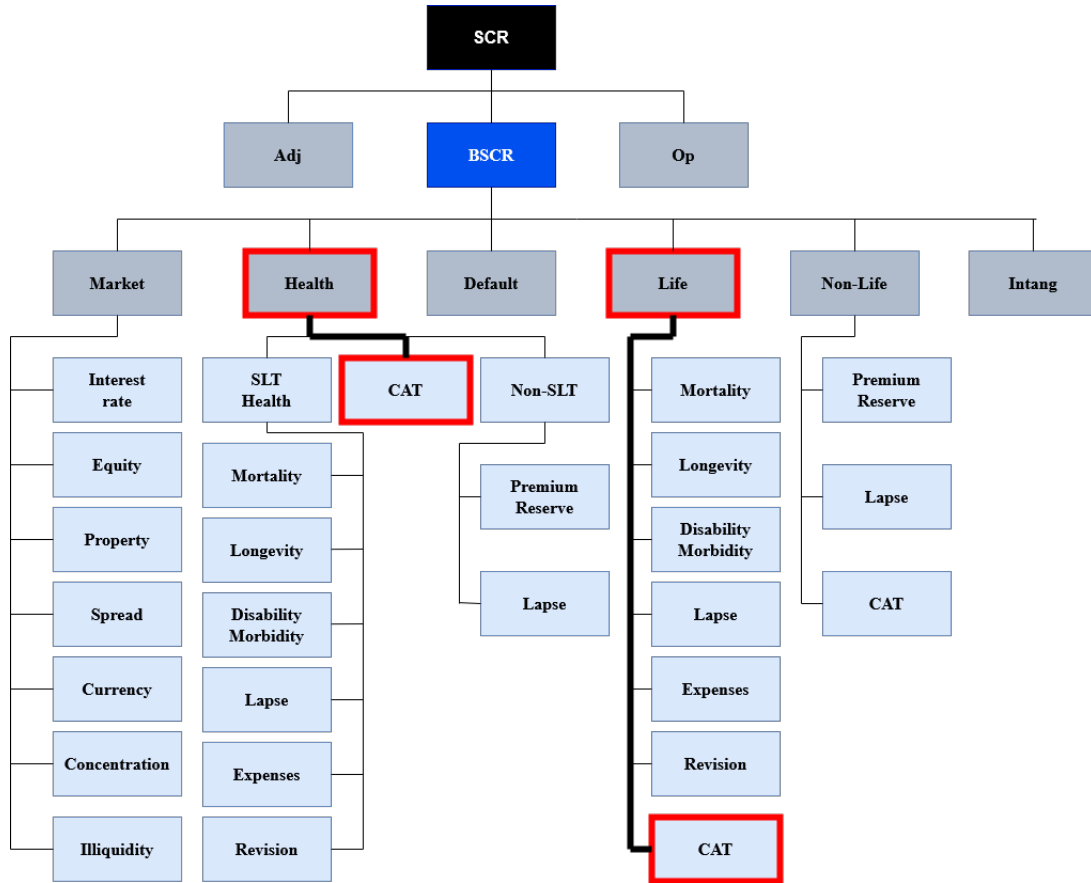 SCR
Adj
BSCR
Op
Market
Health
Default
Life
Non-Life
Intang
Interest
rate
Equity
Property
Spread
Currency
Concentration
Illiquidity
SLT
Health
Mortality
Longevity
Disability
Morbidity
Lapse
Expenses
Revision
CAT
Non-SLT
Premium
Reserve
Lapse
Mortality
Longevity
Disability
Morbidity
Lapse
Expenses
Revision
CAT
Premium
Reserve
Lapse
CAT